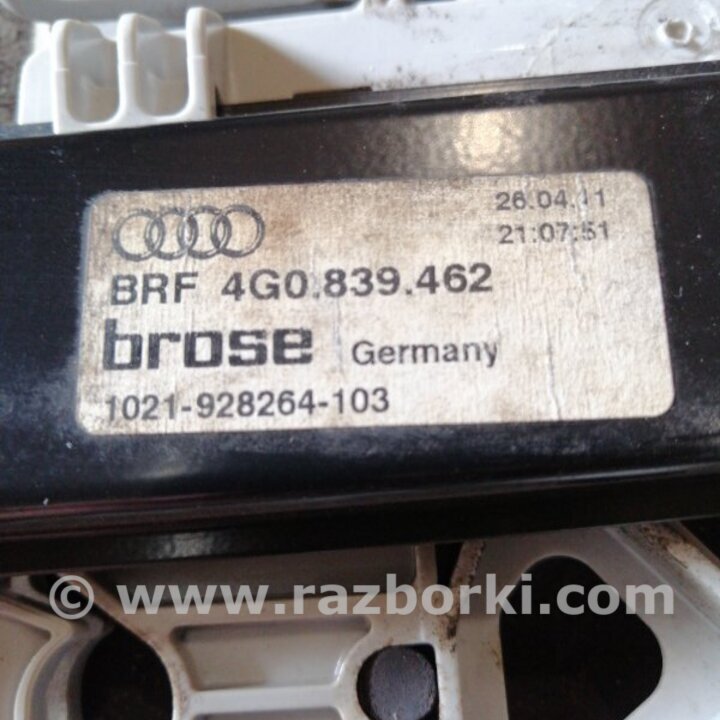 26.04.11
21:07:51
BRF 4G0.839.462
brose Germany
1021-928264-103
© www.razborki.com